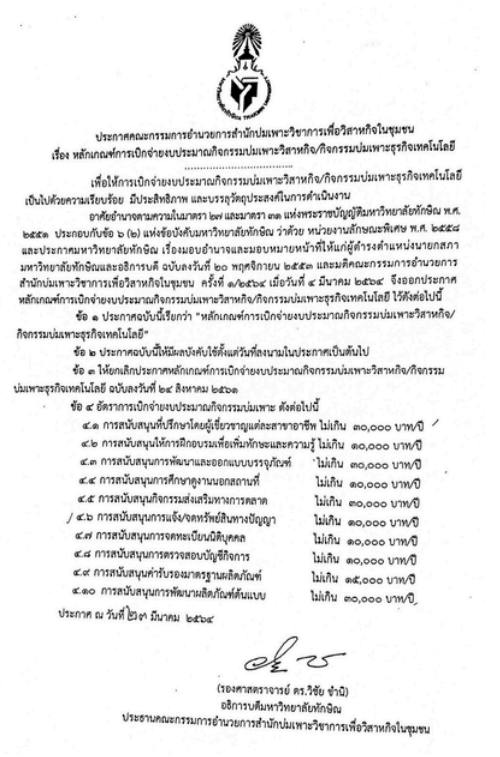 ประกาศคณะกรรมการอำนวยการสำนักบ่มเพาะวิชาการเพื่อวิสาหกิจในชุมชน
เรื่อง หลักเกณฑ์การเบิกจ่ายงบประมาณกิจกรรมบ่มเพาะวิสาหกิจ/กิจกรรมบ่มเพาะธุรกิจเทคโนโลยี
เพื่อให้การเบิกจ่ายงบประมาณกิจกรรมบ่มเพาะวิสาหกิจ/กิจกรรมบ่มเพาะธุรกิจเทคโนโลยี
เป็นไปด้วยความเรียบร้อย มีประสิทธิภาพ และบรรลุวัตถุประสงค์ในการดำเนินงาน
อาศัยอำนาจตามความในมาตรา ๒๗ และมาตรา ๓๑ แห่งพระราชบัญญัติมหาวิทยาลัยทักษิณ พ.ศ.
๒๕๕๑ ประกอบกับข้อ ๖ (๒) แห่งข้อบังคับมหาวิทยาลัยทักษิณ ว่าด้วย หน่วยงานลักษณะพิเศษ พ.ศ. ๒๕๕๘
และประกาศมหาวิทยาลัยทักษิณ เรื่องมอบอำนาจและมอบหมายหน้าที่ให้แก่ผู้ดำรงตำแหน่งนายกสภา
มหาวิทยาลัยทักษิณและอธิการบดี ฉบับลงวันที่ ๒๐ พฤศจิกายน ๒๕๕๓ และมติคณะกรรมการอำนวยการ
สำนักบ่มเพาะวิชาการเพื่อวิสาหกิจในชุมชน ครั้งที่ ๑/๒๕๖๔ เมื่อวันที่ ๔ มีนาคม ๒๕๖๔ จึงออกประกาศ
หลักเกณฑ์การเบิกจ่ายงบประมาณกิจกรรมบ่มเพาะวิสาหกิจ/กิจกรรมบ่มเพาะธุรกิจเทคโนโลยี ไว้ดังต่อไปนี้
ข้อ ๑ ประกาศฉบับนี้เรียกว่า "หลักเกณฑ์การเบิกจ่ายงบประมาณกิจกรรมบ่มเพาะวิสาหกิจ/
กิจกรรมบ่มเพาะธุรกิจเทคโนโลยี"
ข้อ ๒ ประกาศฉบับนี้ให้มีผลบังคับใช้ตั้งแต่วันที่ลงนามในประกาศเป็นต้นไป
ข้อ ๓ ให้ยกเลิกประกาศหลักเกณฑ์การเบิกจ่ายงบประมาณกิจกรรมบ่มเพาะวิสาหกิจ/กิจกรรม
บ่มเพาะธุรกิจเทคโนโลยี ฉบับลงวันที่ ๒๔ สิงหาคม ๒๕๖๑
ข้อ ๔ อัตราการเบิกจ่ายงบประมาณกิจกรรมบ่มเพาะ ดังต่อไปนี้
๔.๑ การสนับสนุนที่ปรึกษาโดยผู้เชี่ยวชาญแต่ละสาขาอาชีพ ไม่เกิน ๓๐,๐๐๐ บาท/ปี
๔.๒ การสนับสนุนให้การฝึกอบรมเพื่อเพิ่มทักษะและความรู้ ไม่เกิน ๑๐,๐๐๐ บาท/ปี
๔.๓ การสนับสนุนการพัฒนาและออกแบบบรรจุภัณฑ์ ไม่เกิน ๓๐,๐๐๐ บาท/ปี
๔.๔ การสนับสนุนการศึกษาดูงานนอกสถานที่ ไม่เกิน ๑๐,๐๐๐ บาท/ปี
๔.๕ การสนับสนุนกิจกรรมส่งเสริมทางการตลาด ไม่เกิน ๓๐,๐๐๐ บาท/ปี
๔.๖ การสนับสนุนการแจ้ง/จดทรัพย์สินทางปัญญา ไม่เกิน ๑๐,๐๐๐ บาท/ปี
๔.๗ การสนับสนุนการจดทะเบียนนิติบุคคล ไม่เกิน ๑๐,๐๐๐ บาท/ปี
๔.๘ การสนับสนุนการตรวจสอบบัญชีกิจการ ไม่เกิน ๑๐,๐๐๐ บาท/ปี
๔.๙ การสนับสนุนค่ารับรองมาตรฐานผลิตภัณฑ์ ไม่เกิน ๑๕,๐๐๐ บาท/ปี
๔.๑๐ การสนับสนุนการพัฒนาผลิตภัณฑ์ต้นแบบ ไม่เกิน ๓๐,๐๐๐ บาท/ปี
ประกาศ ณ วันที่ ๒๙ มีนาคม ๒๕๖๔
(รองศาสตราจารย์ ดร.วิชัย ชำนิ)
อธิการบดีมหาวิทยาลัยทักษิณ
ประธานคณะกรรมการอำนวยการสำนักบ่มเพาะวิชาการเพื่อวิสาหกิจในชุมชน